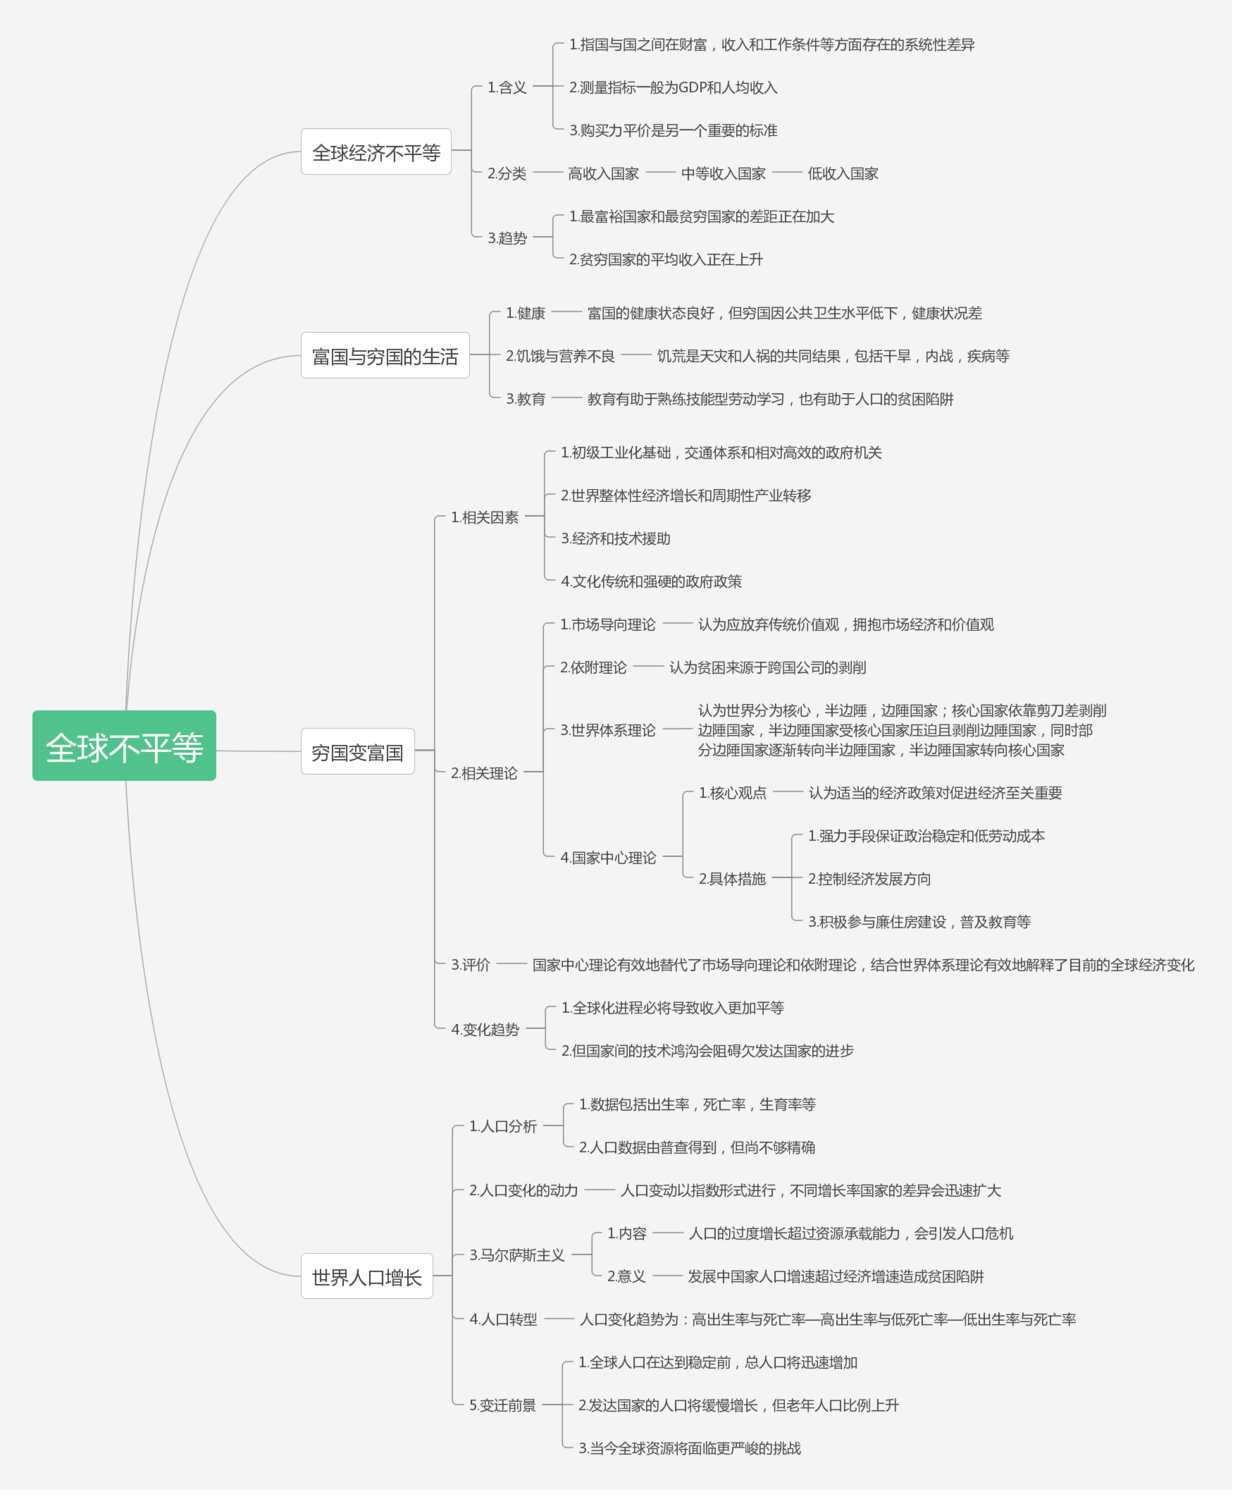 全球不平等
全球经济不平等
1.含义
1.指国与国之间在财富，收入和工作条件等方面存在的系统性差异
2.测量指标一般为GDP和人均收入
3.购买力平价是另一个重要的标准
2.分类
高收入国家
中等收入国家
低收入国家
3.趋势
1.最富裕国家和最贫穷国家的差距正在加大
2.贫穷国家的平均收入正在上升
富国与穷国的生活
1.健康
富国的健康状态良好，但穷国因公共卫生水平低下，健康状况差
2.饥饿与营养不良
饥荒是天灾和人祸的共同结果，包括干旱，内战，疾病等
3.教育
教育有助于熟练技能型劳动学习，也有助于人口的贫困陷阱
穷国变富国
1.相关因素
1.初级工业化基础，交通体系和相对高效的政府机关
2.世界整体性经济增长和周期性产业转移
3.经济和技术援助
4.文化传统和强硬的政府政策
2.相关理论
1.市场导向理论
认为应放弃传统价值观，拥抱市场经济和价值观
2.依附理论
认为贫困来源于跨国公司的剥削
3.世界体系理论
认为世界分为核心，半边陲，边陲国家；核心国家依靠剪刀差剥削
边陲国家，半边陲国家受核心国家压迫且剥削边陲国家，同时部
分边陲国家逐渐转向半边陲国家，半边陲国家转向核心国家
4.国家中心理论
1.核心观点
认为适当的经济政策对促进经济至关重要
2.具体措施
1.强力手段保证政治稳定和低劳动成本
2.控制经济发展方向
3.积极参与廉住房建设，普及教育等
3.评价
国家中心理论有效地替代了市场导向理论和依附理论，结合世界体系理论有效地解释了目前的全球经济变化
4.变化趋势
1.全球化进程必将导致收入更加平等
2.但国家间的技术鸿沟会阻碍欠发达国家的进步
世界人口增长
1.人口分析
1.数据包括出生率，死亡率，生育率等
2.人口数据由普查得到，但尚不够精确
2.人口变化的动力
人口变动以指数形式进行，不同增长率国家的差异会迅速扩大
3.马尔萨斯主义
1.内容
人口的过度增长超过资源承载能力，会引发人口危机
2.意义
发展中国家人口增速超过经济增速造成贫困陷阱
4.人口转型
人口变化趋势为：高出生率与死亡率—高出生率与低死亡率—低出生率与死亡率
5.变迁前景
1.全球人口在达到稳定前，总人口将迅速增加
2.发达国家的人口将缓慢增长，但老年人口比例上升
3.当今全球资源将面临更严峻的挑战